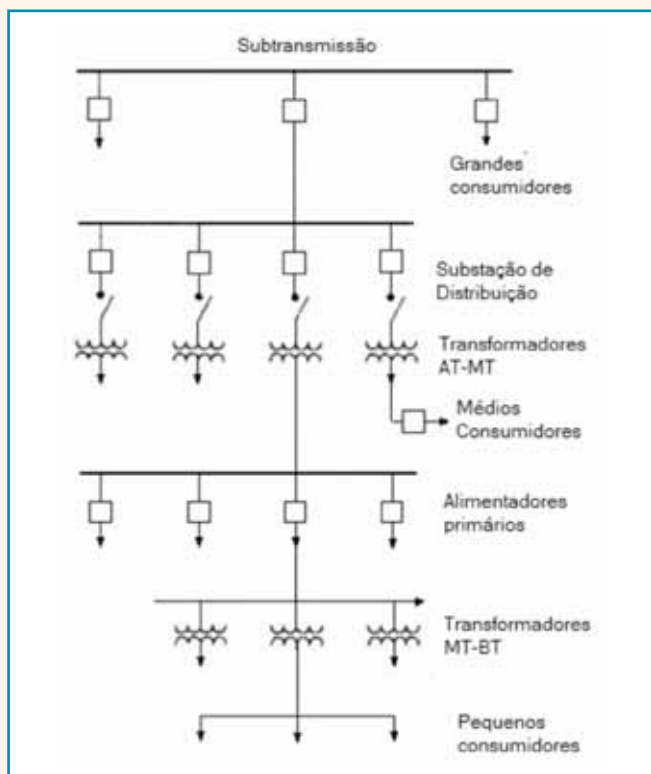 Subtransmissão
Grandes
consumidores
Substação de
Distribuição
Transformadores
AT-MT
Médios
Consumidores
Alimentadores
primários
Transformadores
MT-BT
Pequenos
consumidores